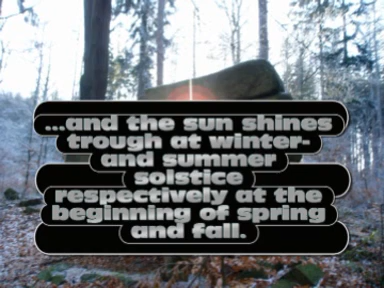 ...and the sun shines
trough at winter-
and summer
solstice
respectively at the
beginning of spring
and fall.